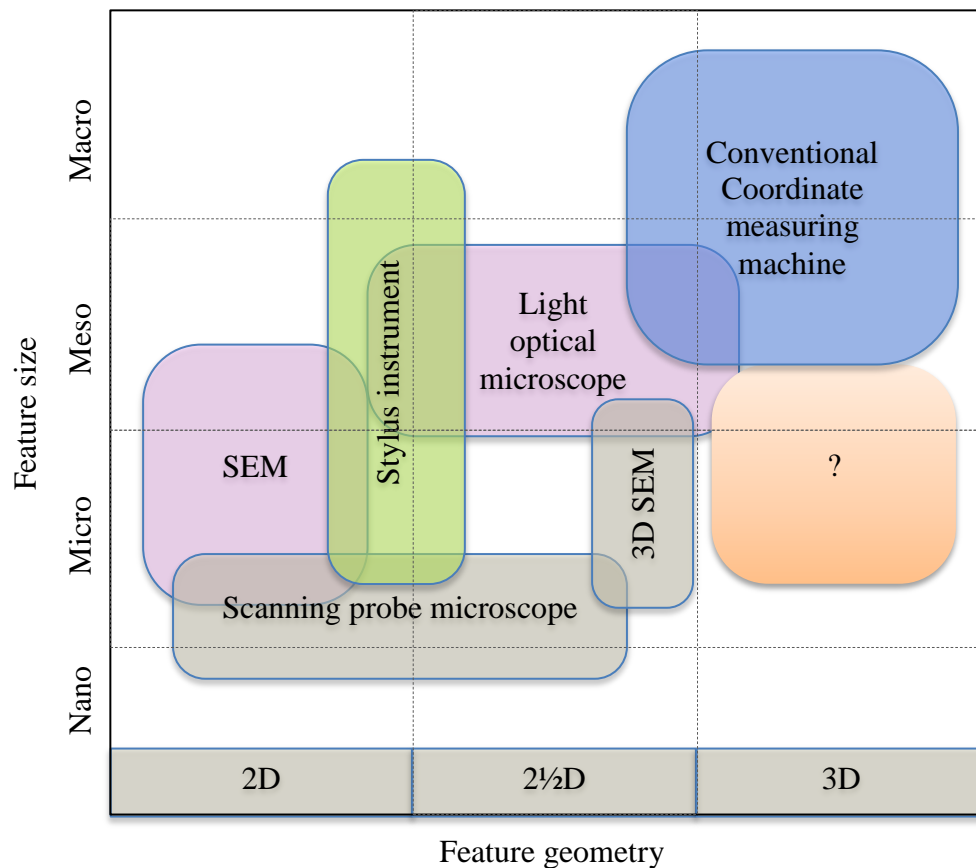 Macro
Meso
Micro
Nano
Feature size
Conventional
Coordinate
measuring
machine
Light
optical
microscope
Stylus instrument
SEM
3D SEM
?
Scanning probe microscope
2D
2½D
3D
Feature geometry